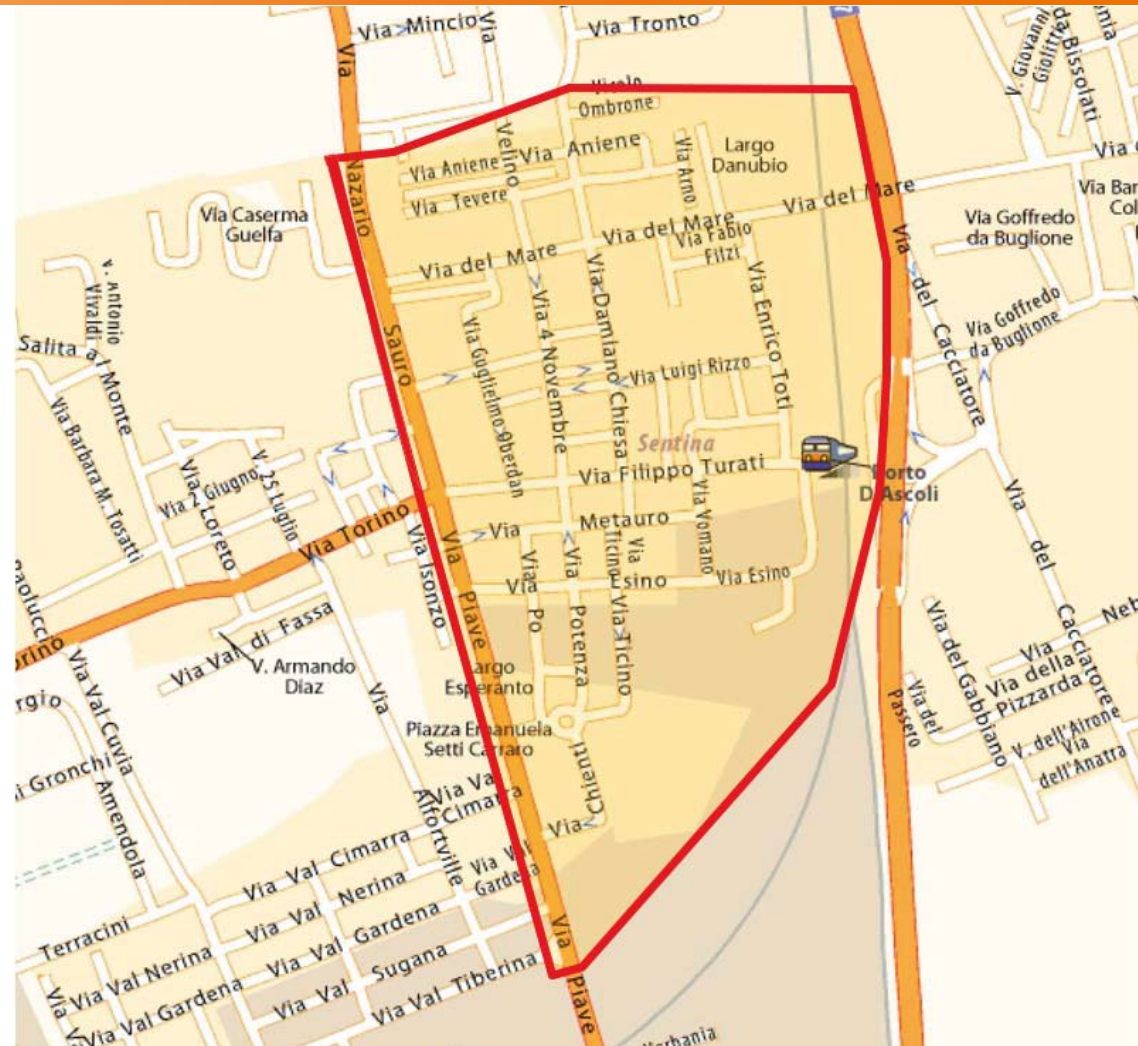 Via Mincio
Via
Via Tronto
Via
V. Giovanni
Giolitti
da Bissolati
Vicolo
Ombrone
Via Aniene
Via Aniene
Velino
Via Arno
Largo
Danubio
Nazario
Via Tevere
Via Caserma
Guelfa
Via del Mare
Via del Mare
Via del Mare
Via Fabio
Filzi
Via Goffredo
da Buglione
V. Antonio
Vivaldi
Salita al Monte
Sauro
Via Guglielmo Oberdan
Via 4 Novembre
Via Damiano Chiesa
Via Enrico Toti
Via Luigi Rizzo
Via del Cacciatore
Via Goffredo
da Buglione
Via Barbara M. Tosatti
Via 2 Giugno
Via Loreto
V. 25 Luglio
Sentina
Via Filippo Turati
Porto
D'Ascoli
Via Torino
Via Isonzo
Via
Metauro
Via Vomano
Via
Esino
Via Esino
Via Piave
Via Po
Via Potenza
Via
Ticino
Via Ticino
Via del Cacciatore
Via Val di Fassa
V. Armando
Diaz
Largo
Esperanto
Piazza Emanuela
Setti Carraro
Via Chienti
Via del Gabbiano
Via del
Passero
Via della
Pizzarda
V. dell'Airone
Via
dell'Anatra
Via Val Cuvia
Amendola
Gronchi
Via Alfortville
Via Val
Cimarra
Via Val Cimarra
Via Val
Gardena
Via Val Nerina
Via Val Gardena
Terracini
Via Val Nerina
Via Val Gardena
Via Val Sugana
Via Val Tiberina
Via Piave